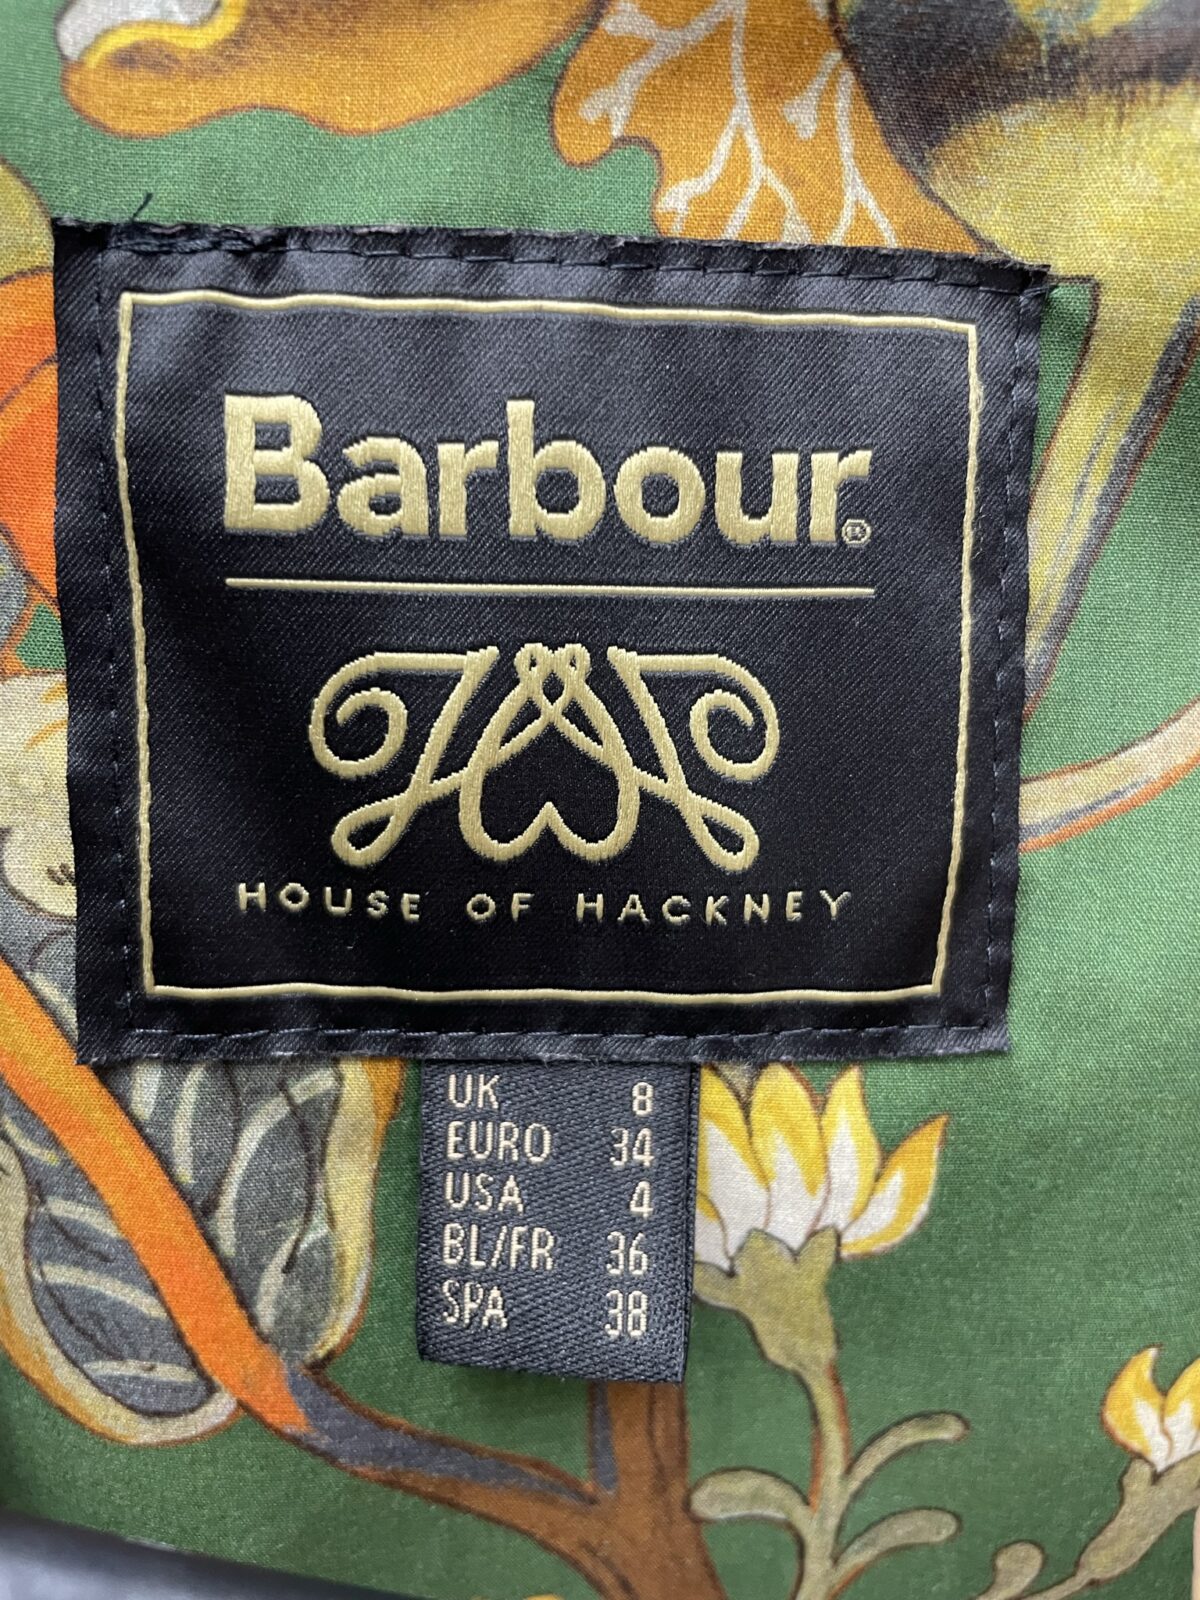 Barbour®
HOUSE OF HACKNEY
UK 8
EURO 34
USA 4
BL/FR 36
SPA 38